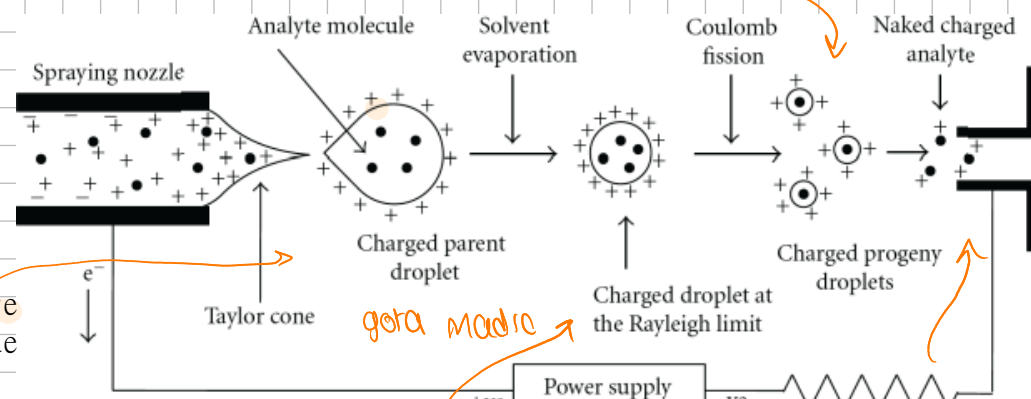 Analyte molecule
Solvent
evaporation
Coulomb
fission
Naked charged
analyte
Spraying nozzle
Charged parent
droplet
Charged progeny
droplets
e⁻
Taylor cone
gota madre
Charged droplet at
the Rayleigh limit
Power supply